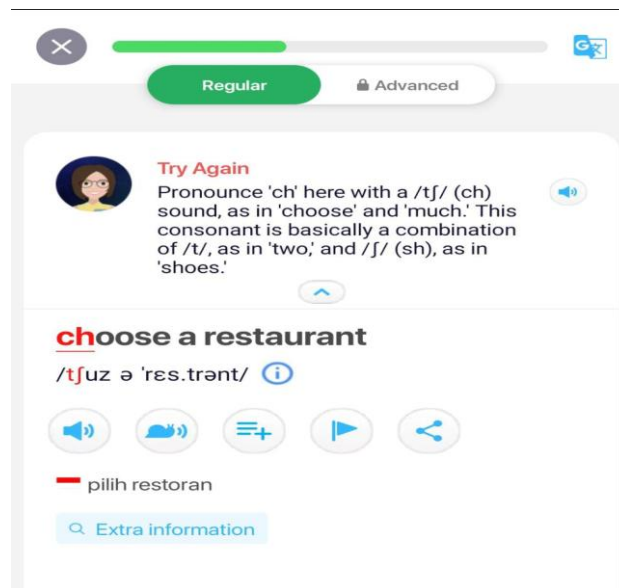 Regular
Advanced
Try Again
Pronounce 'ch' here with a /tʃ/ (ch)
sound, as in 'choose' and 'much.' This
consonant is basically a combination
of /t/, as in 'two,' and /ʃ/ (sh), as in
'shoes.'
choose a restaurant
/tʃuz ə ˈrɛs.trənt/
pilih restoran
Extra information